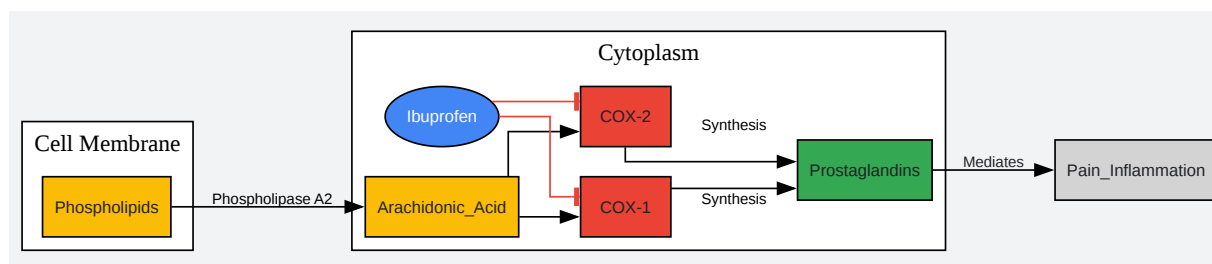 Cytoplasm
Ibuprofen
COX-2
Synthesis
Cell Membrane
Phospholipids
Phospholipase A2
Arachidonic_Acid
COX-1
Synthesis
Prostaglandins
Mediates
Pain_Inflammation